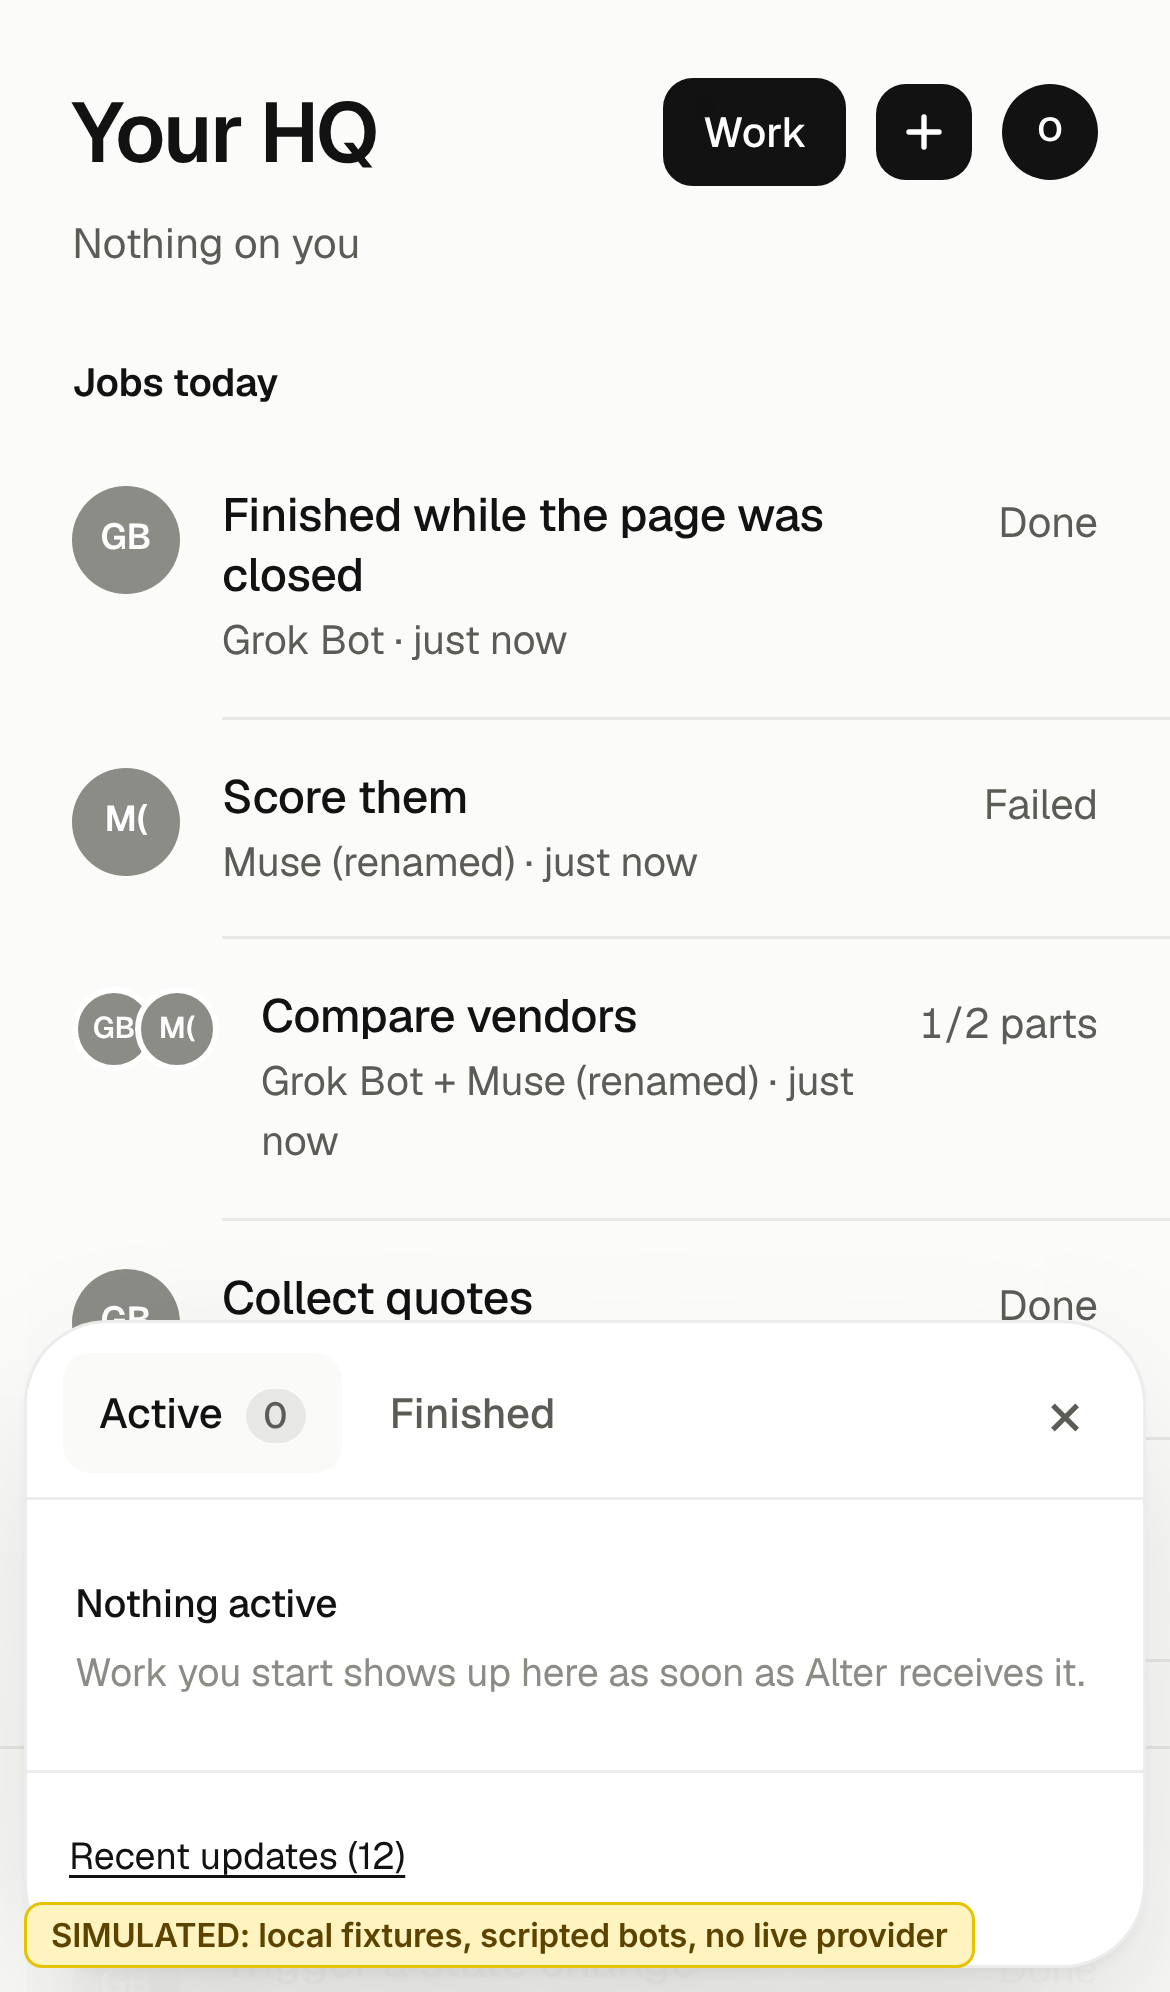 Your HQ
Work
+
O
Nothing on you
Jobs today
GB
Finished while the page was
closed
Done
Grok Bot · just now
M(
Score them
Failed
Muse (renamed) · just now
GB
M(
Compare vendors
1/2 parts
Grok Bot + Muse (renamed) · just
now
GB
Collect quotes
Done
Active 0
Finished
×
Nothing active
Work you start shows up here as soon as Alter receives it.
Recent updates (12)
SIMULATED: local fixtures, scripted bots, no live provider
Done